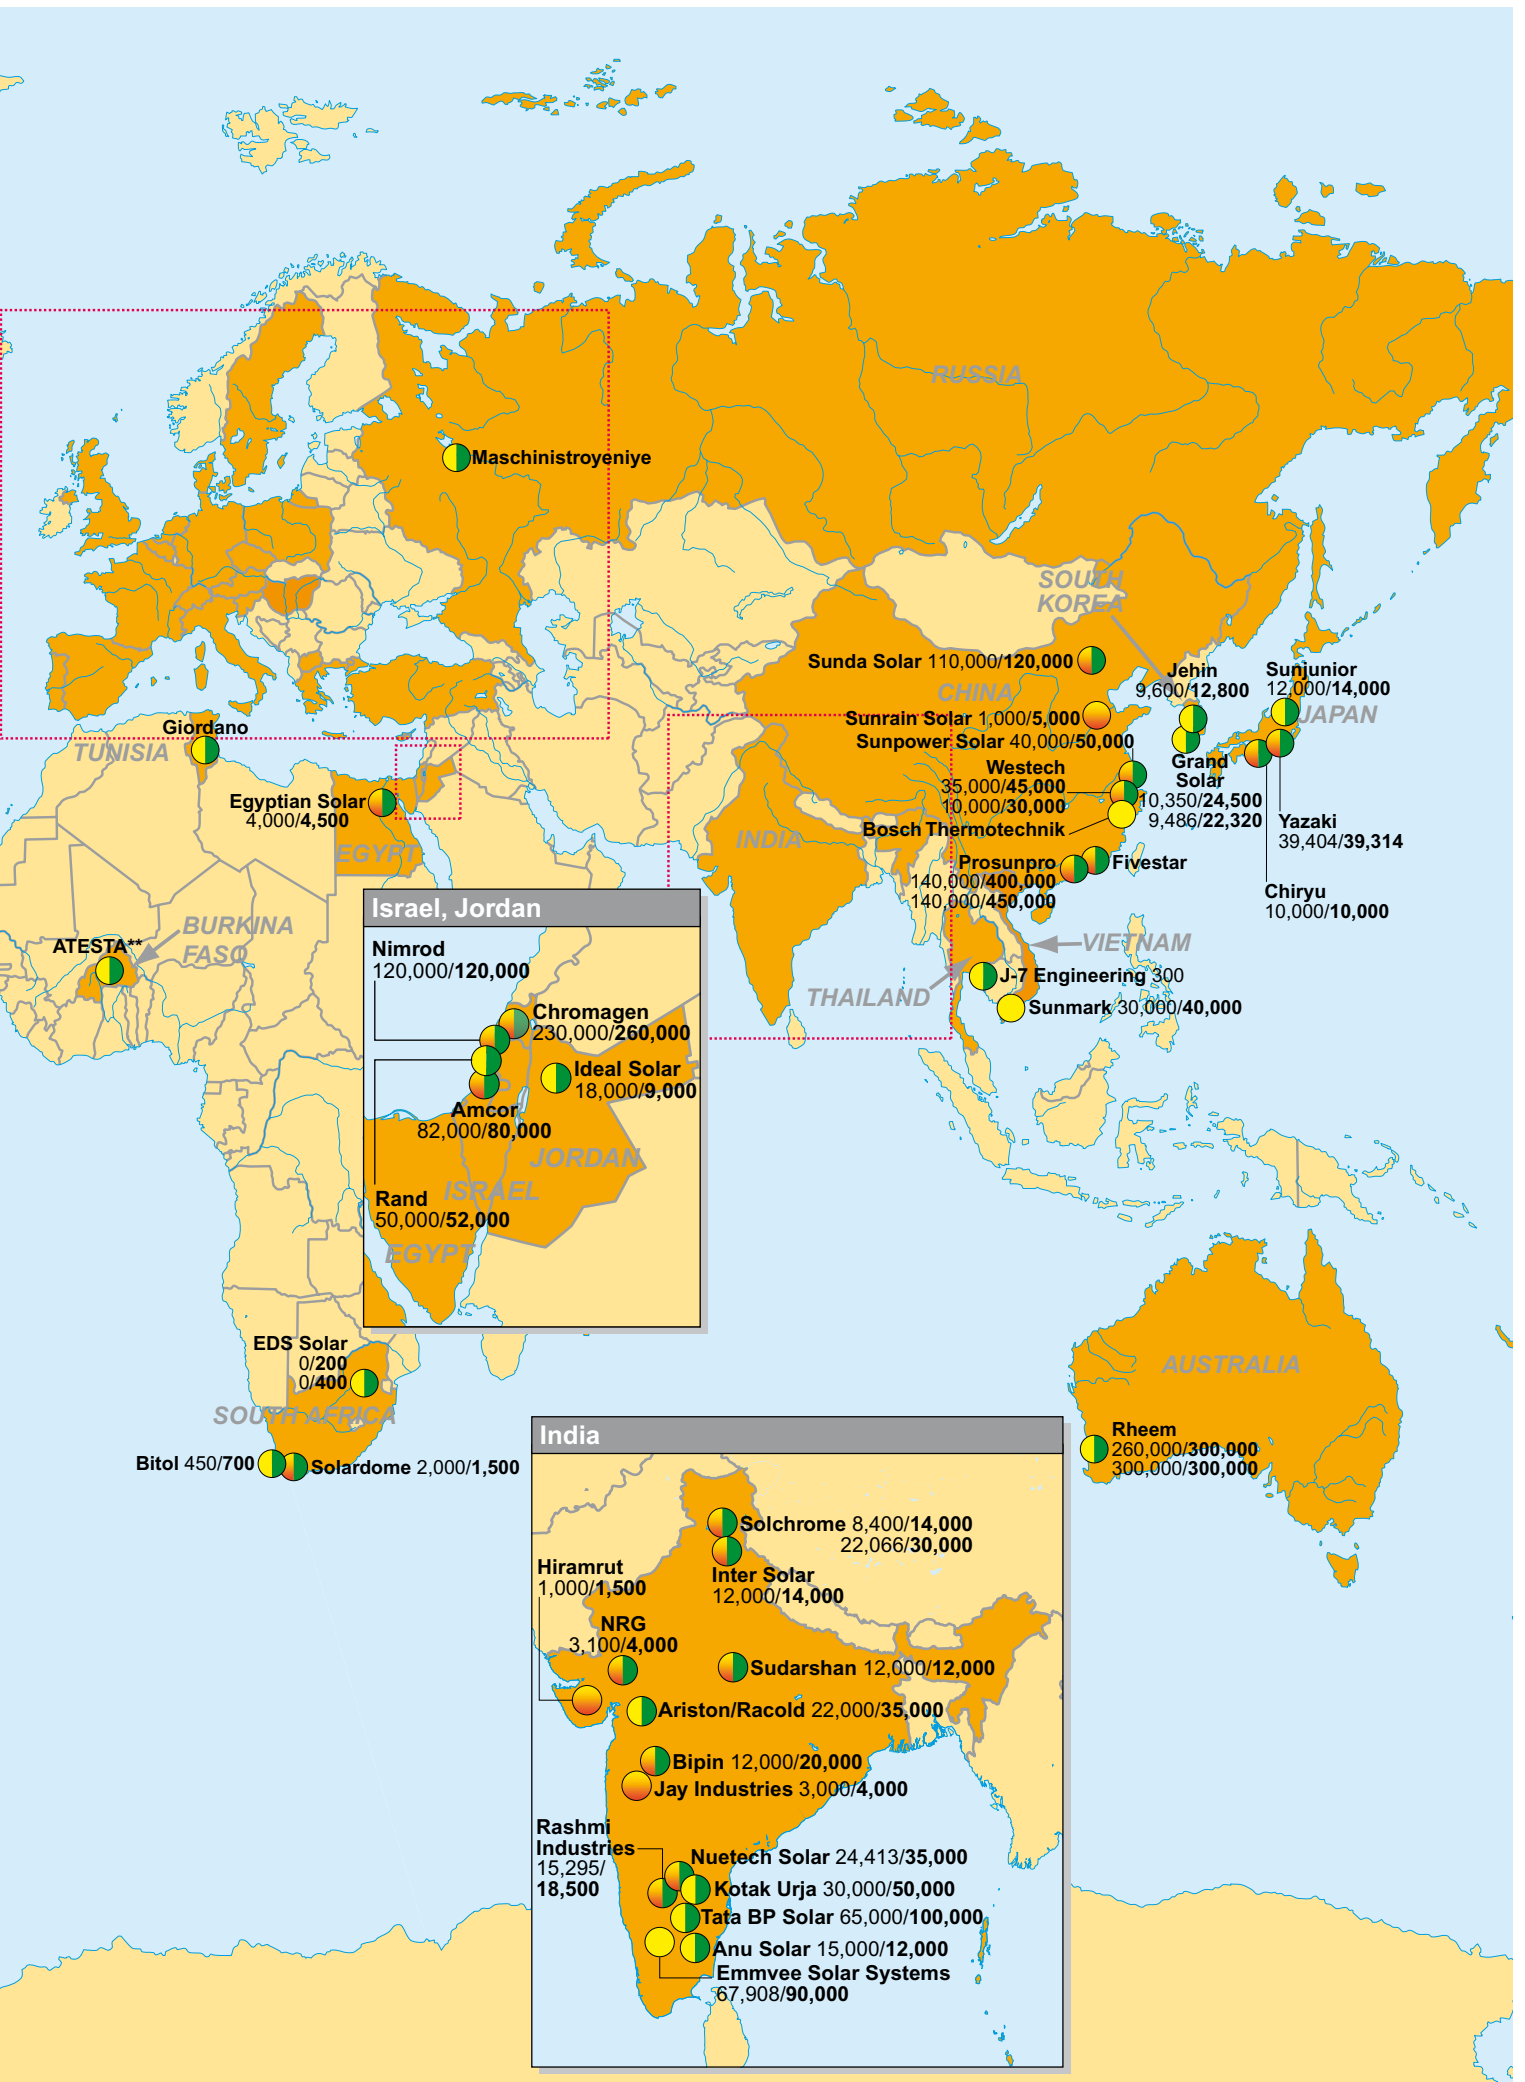 RUSSIA
Maschinistroyeniye
SOUTH
KOREA
Sunda Solar 110,000/120,000
CHINA
Jehin
9,600/12,800
Sunjunior
12,000/14,000
JAPAN
Sunrain Solar 1,000/5,000
Sunpower Solar 40,000/50,000
Westech
35,000/45,000
10,000/30,000
Bosch Thermotechnik
Grand
Solar
10,350/24,500
9,486/22,320
Yazaki
39,404/39,314
Chiryu
10,000/10,000
Prosunpro
140,000/400,000
140,000/450,000
Fivestar
Giordano
TUNISIA
Egyptian Solar
4,000/4,500
EGYPT
INDIA
BURKINA
FASO
ATESTA**
VIETNAM
J-7 Engineering 300
THAILAND
Sunmark 30,000/40,000
Israel, Jordan
Nimrod
120,000/120,000
Chromagen
230,000/260,000
Ideal Solar
18,000/9,000
Amcor
82,000/80,000
JORDAN
ISRAEL
Rand
50,000/52,000
EGYPT
EDS Solar
0/200
0/400
SOUTH AFRICA
Bitol 450/700
Solardome 2,000/1,500
AUSTRALIA
Rheem
260,000/300,000
300,000/300,000
India
Solchrome 8,400/14,000
22,066/30,000
Inter Solar
12,000/14,000
Hiramrut
1,000/1,500
NRG
3,100/4,000
Sudarshan 12,000/12,000
Ariston/Racold 22,000/35,000
Bipin 12,000/20,000
Jay Industries 3,000/4,000
Rashmi
Industries
15,295/
18,500
Nuetech Solar 24,413/35,000
Kotak Urja 30,000/50,000
Tata BP Solar 65,000/100,000
Anu Solar 15,000/12,000
Emmvee Solar Systems
67,908/90,000